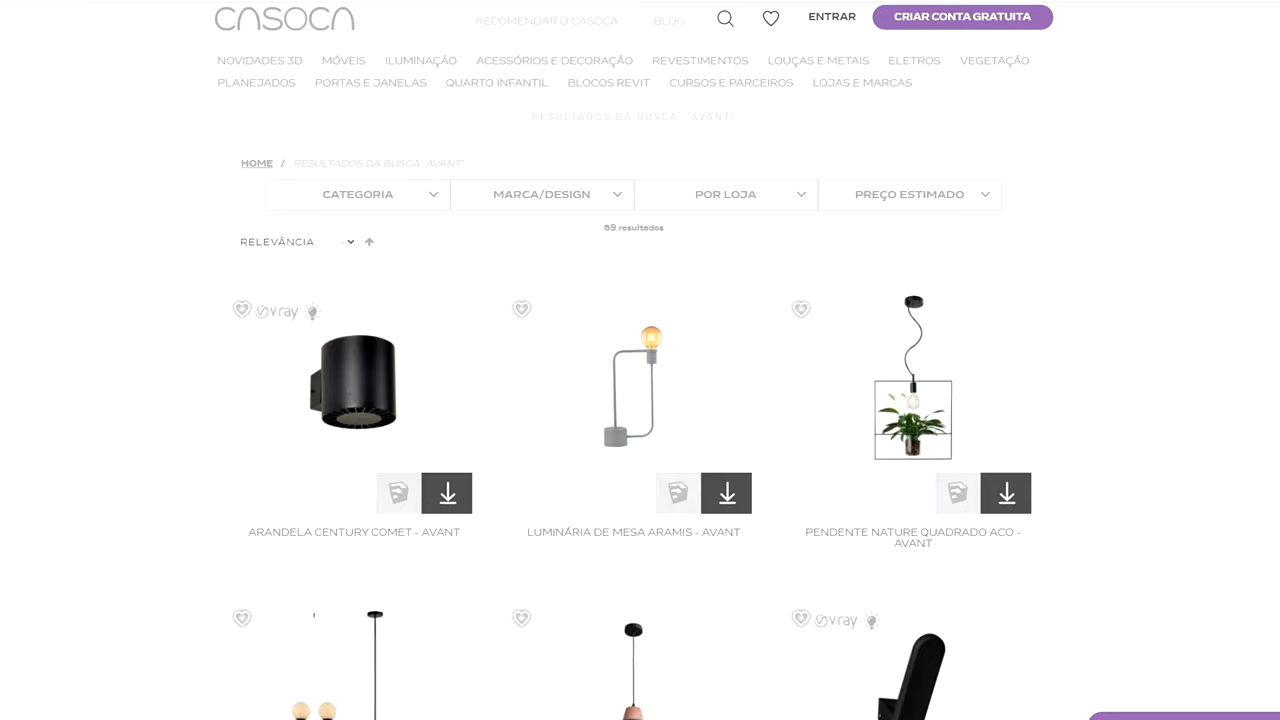 CASOCA
RECOMENDAR O CASOCA BLOG ENTRAR CRIAR CONTA GRATUITA
NOVIDADES 3D MÓVEIS ILUMINAÇÃO ACESSÓRIOS E DECORAÇÃO REVESTIMENTOS LOUÇAS E METAIS ELETROS VEGETAÇÃO
PLANEJADOS PORTAS E JANELAS QUARTO INFANTIL BLOCOS REVIT CURSOS E PARCEIROS LOJAS E MARCAS
RESULTADOS DA BUSCA: 'AVANT'
HOME / RESULTADOS DA BUSCA: 'AVANT'
CATEGORIA MARCA/DESIGN POR LOJA PREÇO ESTIMADO
89 resultados
RELEVÂNCIA
v·ray
ARANDELA CENTURY COMET - AVANT
LUMINÁRIA DE MESA ARAMIS - AVANT
PENDENTE NATURE QUADRADO ACO -
AVANT
v·ray